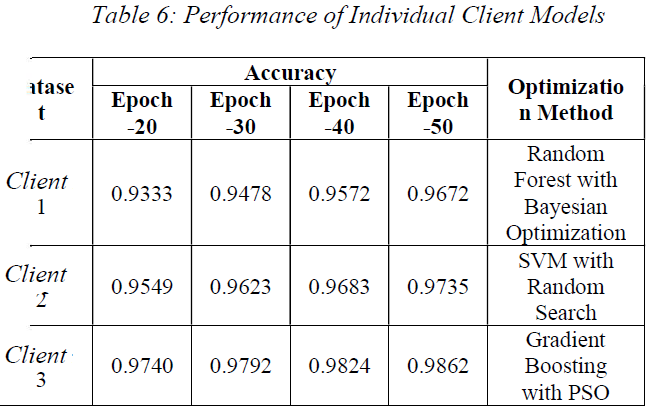 Table 6: Performance of Individual Client Models
atase
t
Accuracy
Optimizatio
n Method
Epoch
-20
Epoch
-30
Epoch
-40
Epoch
-50
Client
1
0.9333
0.9478
0.9572
0.9672
Random
Forest with
Bayesian
Optimization
Client
2
0.9549
0.9623
0.9683
0.9735
SVM with
Random
Search
Client
3
0.9740
0.9792
0.9824
0.9862
Gradient
Boosting
with PSO